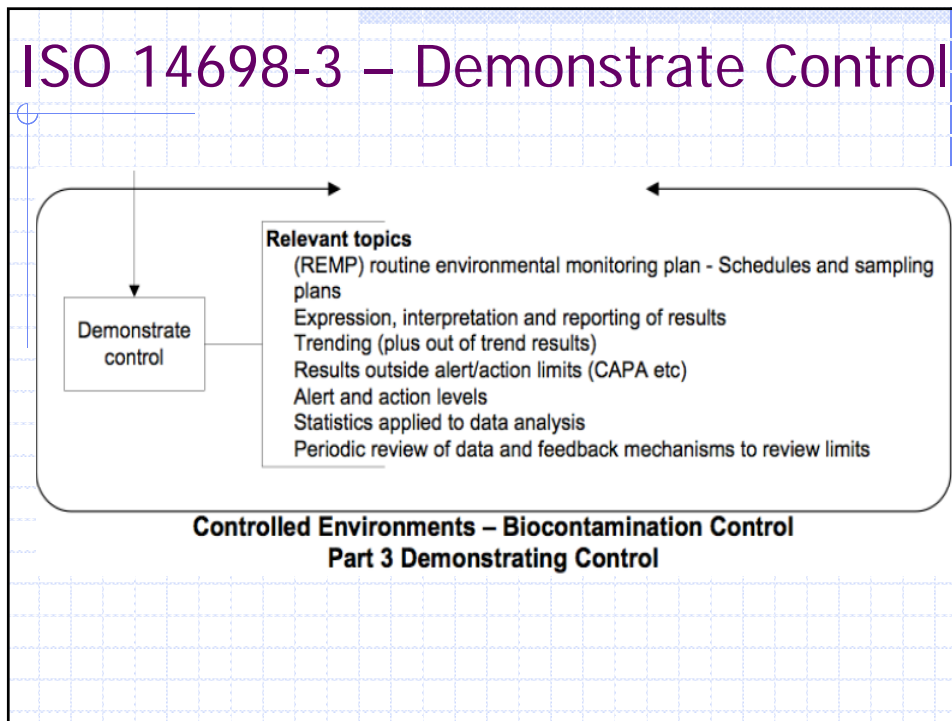 ISO 14698-3 – Demonstrate Control
Demonstrate
control
Relevant topics
(REMP) routine environmental monitoring plan - Schedules and sampling
plans
Expression, interpretation and reporting of results
Trending (plus out of trend results)
Results outside alert/action limits (CAPA etc)
Alert and action levels
Statistics applied to data analysis
Periodic review of data and feedback mechanisms to review limits
Controlled Environments – Biocontamination Control
Part 3 Demonstrating Control